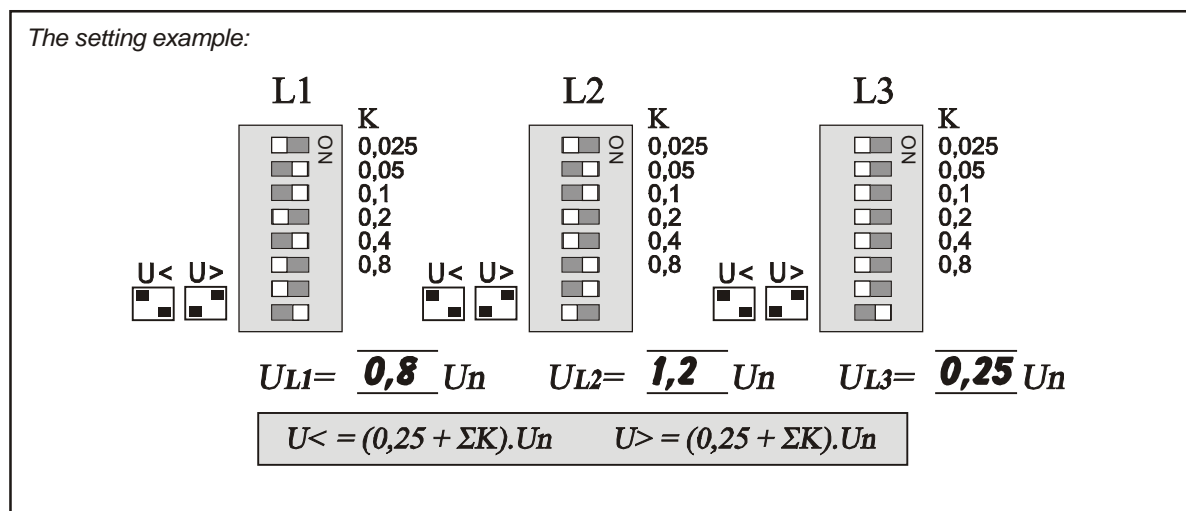 The setting example:
L1 L2 L3
K K K
ON 0,025 ON 0,025 ON 0,025
0,05 0,05 0,05
0,1 0,1 0,1
0,2 0,2 0,2
0,4 0,4 0,4
0,8 0,8 0,8
U< U> U< U> U< U>
UL1= 0,8 Un UL2= 1,2 Un UL3= 0,25 Un
U< = (0,25 + ΣK).Un U> = (0,25 + ΣK).Un